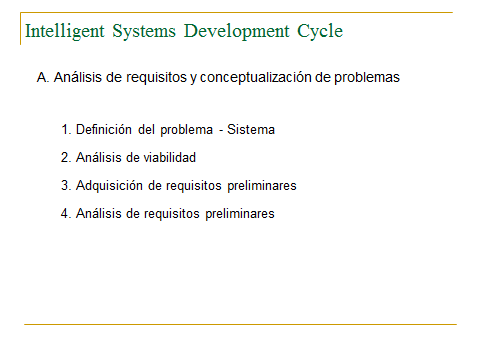 Intelligent Systems Development Cycle
A. Análisis de requisitos y conceptualización de problemas
1. Definición del problema - Sistema
2. Análisis de viabilidad
3. Adquisición de requisitos preliminares
4. Análisis de requisitos preliminares